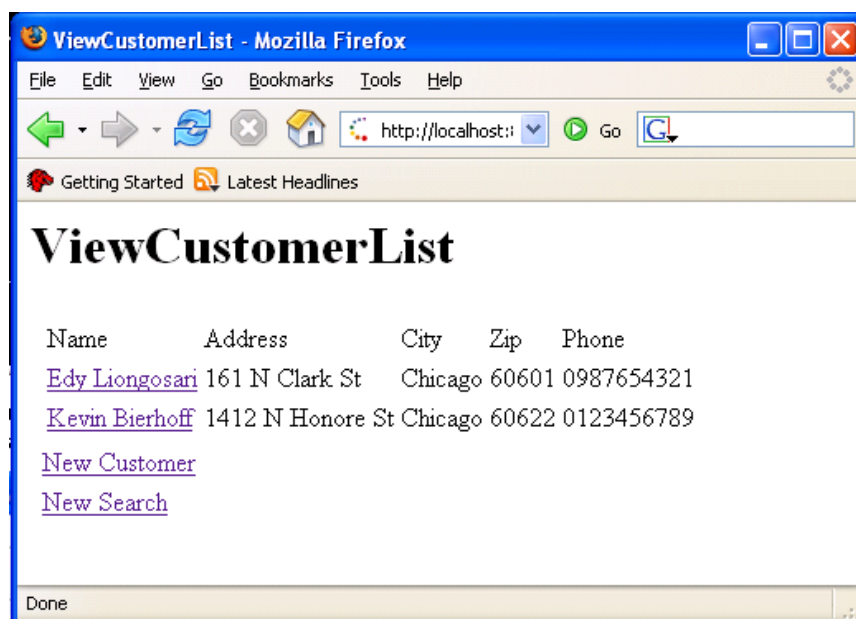 ViewCustomerList - Mozilla Firefox
File Edit View Go Bookmarks Tools Help
http://localhost:8 Go G
Getting Started Latest Headlines
ViewCustomerList
Name Address City Zip Phone
Edy Liongosari 161 N Clark St Chicago 60601 0987654321
Kevin Bierhoff 1412 N Honore St Chicago 60622 0123456789
New Customer
New Search
Done